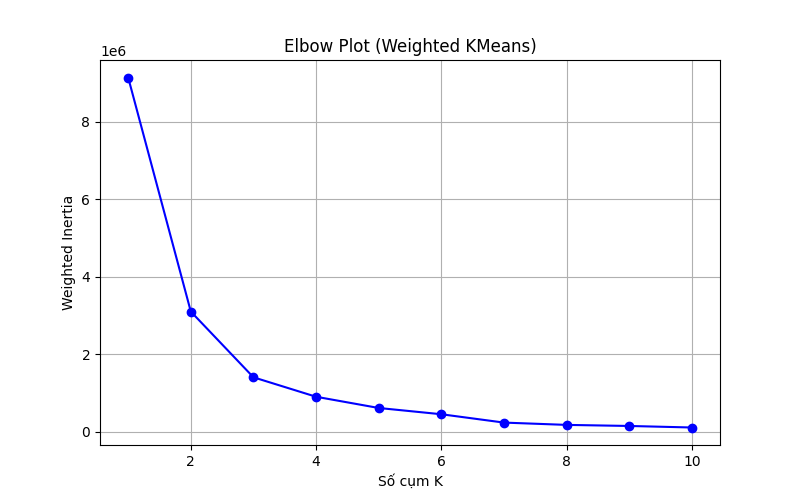 Elbow Plot (Weighted KMeans)
1e6
8
6
4
2
0
Weighted Inertia
2 4 6 8 10
Số cụm K